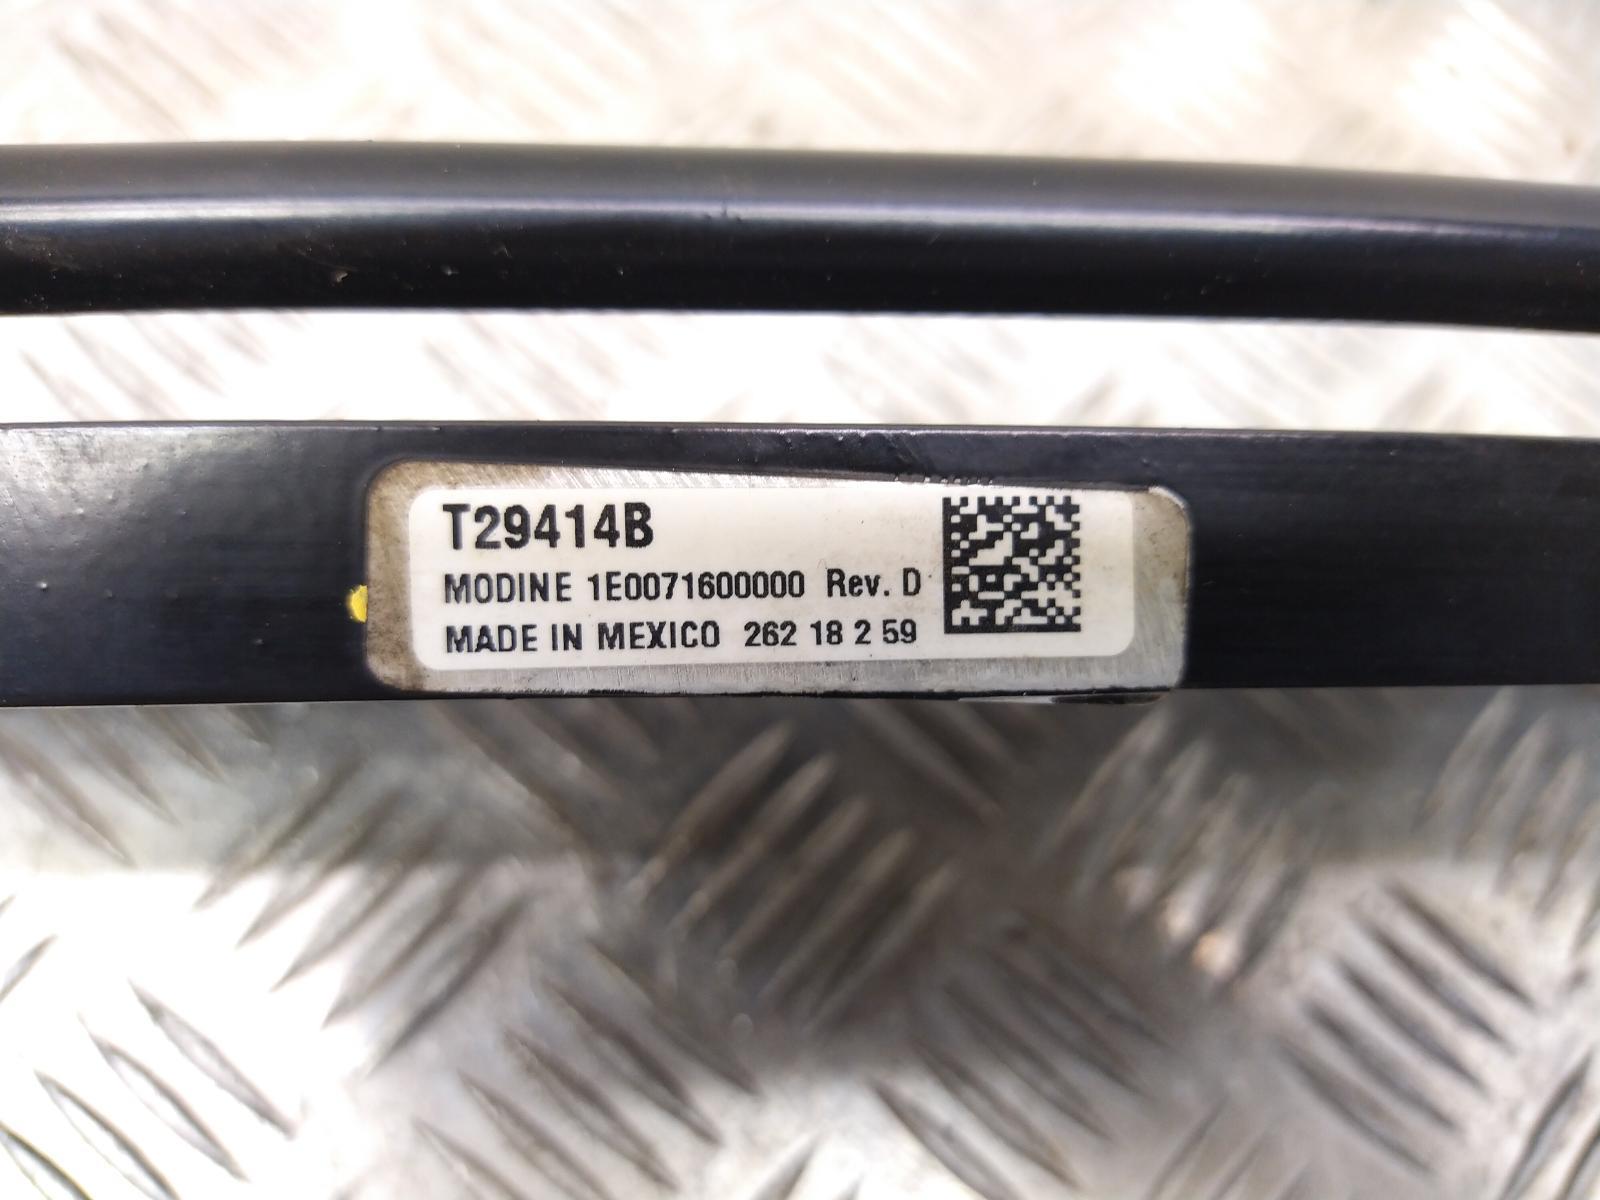 T29414B
MODINE 1E0071600000 Rev. D
MADE IN MEXICO 262 18 2 59